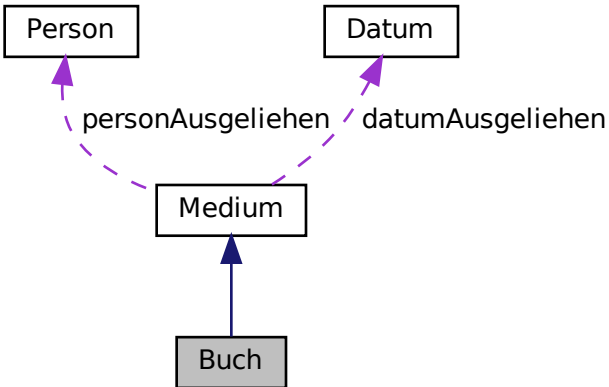 Person
Datum
personAusgeliehen
datumAusgeliehen
Medium
Buch